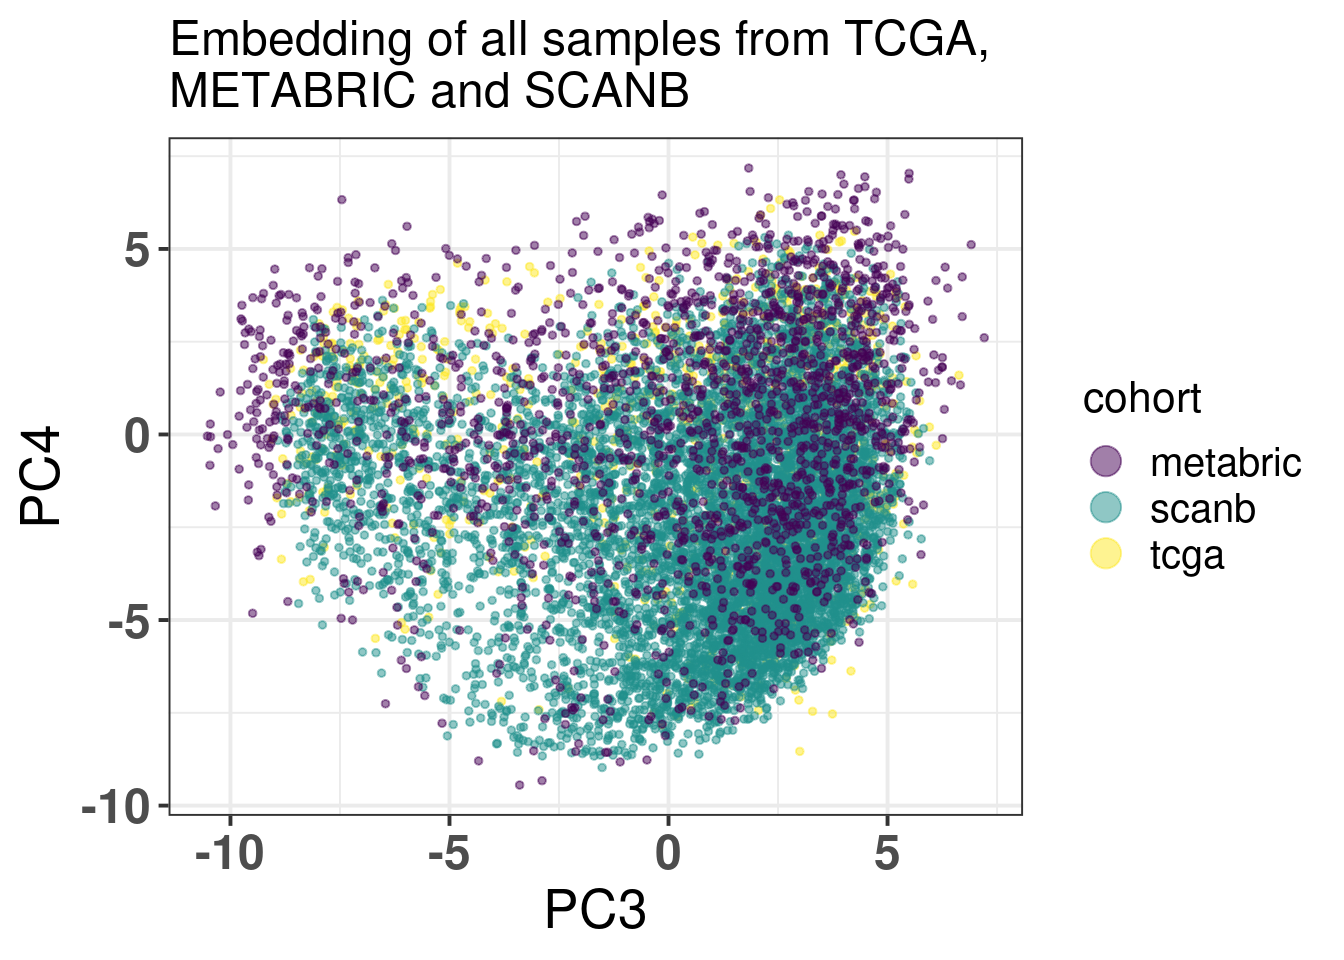 Embedding of all samples from TCGA,
METABRIC and SCANB
PC4
5
0
-5
-10
-10 -5 0 5
PC3
cohort
metabric
scanb
tcga